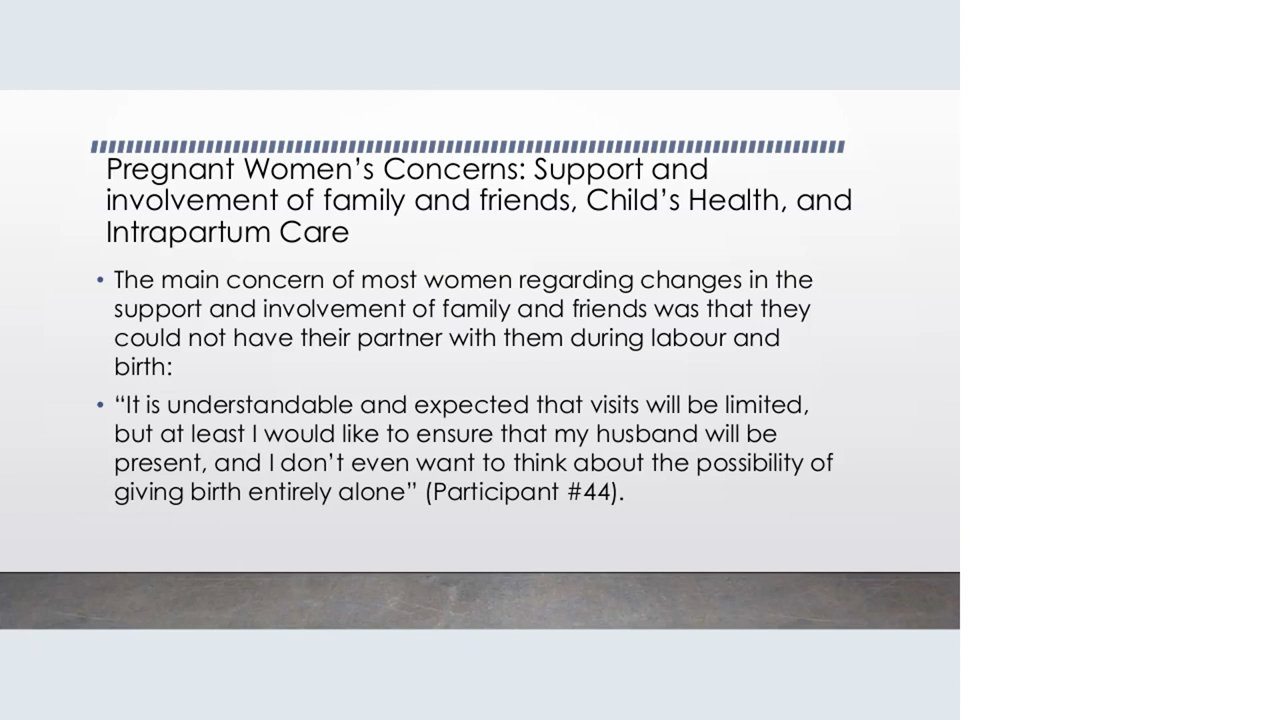 Pregnant Women’s Concerns: Support and
involvement of family and friends, Child’s Health, and
Intrapartum Care
• The main concern of most women regarding changes in the
support and involvement of family and friends was that they
could not have their partner with them during labour and
birth:
• “It is understandable and expected that visits will be limited,
but at least I would like to ensure that my husband will be
present, and I don’t even want to think about the possibility of
giving birth entirely alone” (Participant #44).